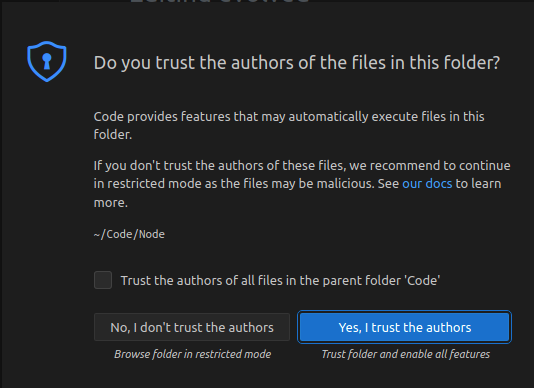 Editing evolved
Do you trust the authors of the files in this folder?
Code provides features that may automatically execute files in this
folder.
If you don't trust the authors of these files, we recommend to continue
in restricted mode as the files may be malicious. See our docs to learn
more.
~/Code/Node
Trust the authors of all files in the parent folder 'Code'
No, I don't trust the authors
Yes, I trust the authors
Browse folder in restricted mode
Trust folder and enable all features